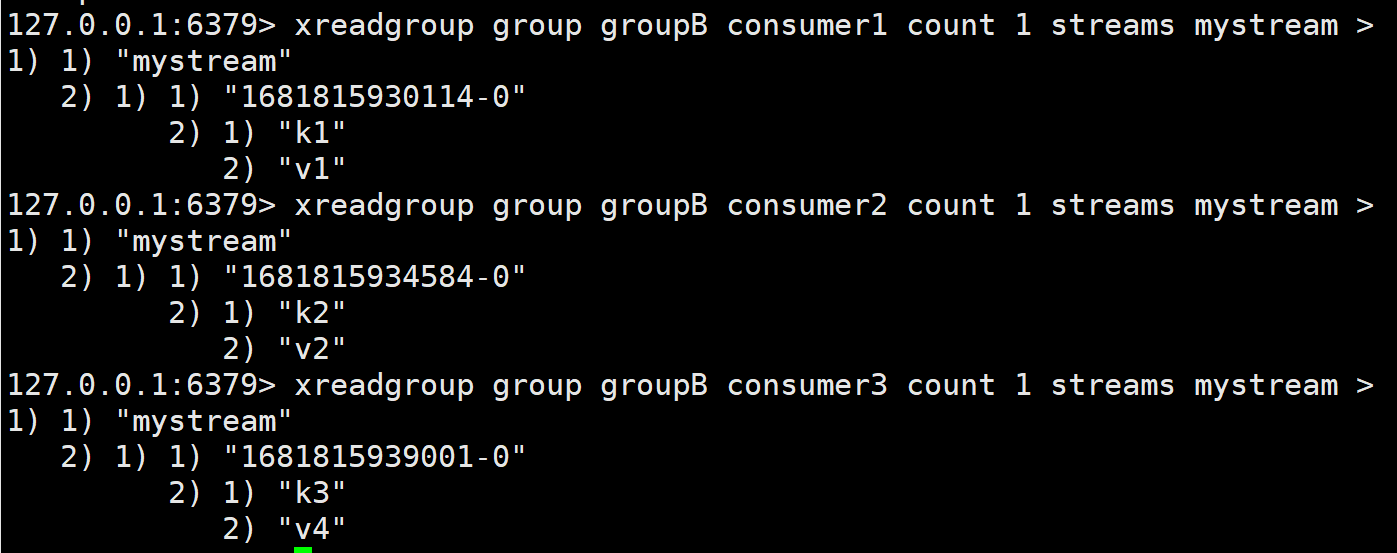 127.0.0.1:6379> xreadgroup group groupB consumer1 count 1 streams mystream >
1) 1) "mystream"
   2) 1) 1) "1681815930114-0"
         2) 1) "k1"
            2) "v1"
127.0.0.1:6379> xreadgroup group groupB consumer2 count 1 streams mystream >
1) 1) "mystream"
   2) 1) 1) "1681815934584-0"
         2) 1) "k2"
            2) "v2"
127.0.0.1:6379> xreadgroup group groupB consumer3 count 1 streams mystream >
1) 1) "mystream"
   2) 1) 1) "1681815939001-0"
         2) 1) "k3"
            2) "v4"